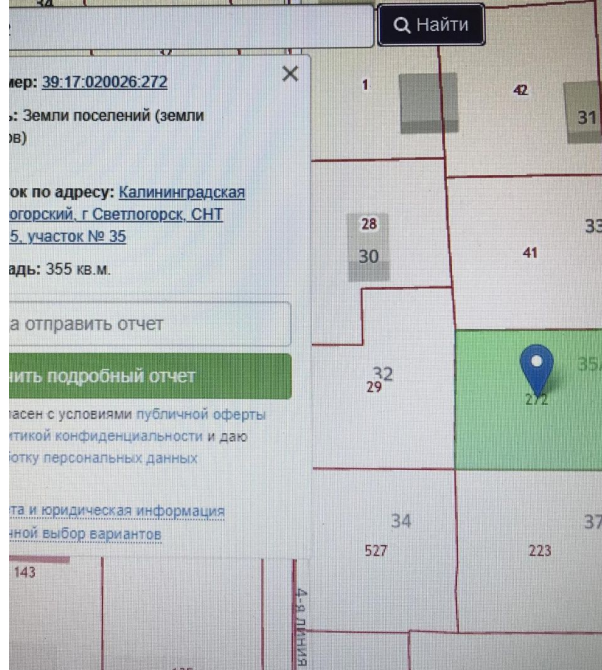 34
Найти
мер: 39:17:020026:272
ь: Земли поселений (земли
ов)
ок по адресу: Калининградская
огорский, г Светлогорск, СНТ
5, участок № 35
адь: 355 кв.м.
а отправить отчет
ить подробный отчет
ласен с условиями публичной оферты
итикой конфиденциальности и даю
ботку персональных данных
та и юридическая информация
ной выбор вариантов
143
1
42
31
28
30
33
41
32
29
35
272
34
527
37
223
4-я линия